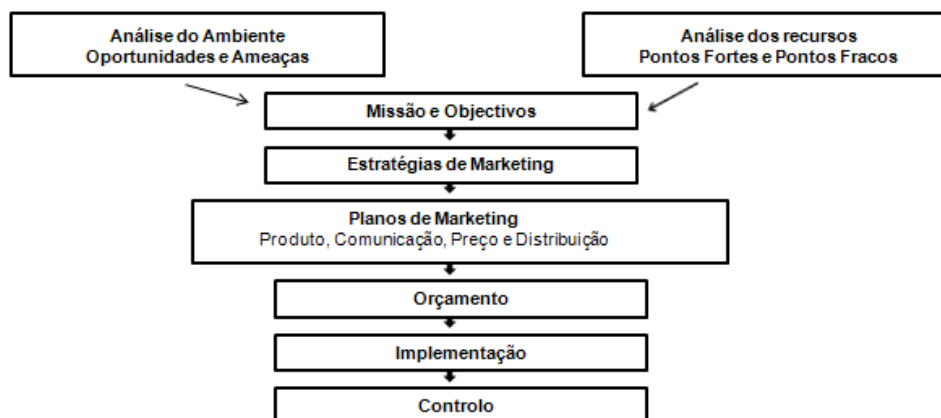 Análise do Ambiente
Oportunidades e Ameaças
Análise dos recursos
Pontos Fortes e Pontos Fracos
Missão e Objectivos
Estratégias de Marketing
Planos de Marketing
Produto, Comunicação, Preço e Distribuição
Orçamento
Implementação
Controlo